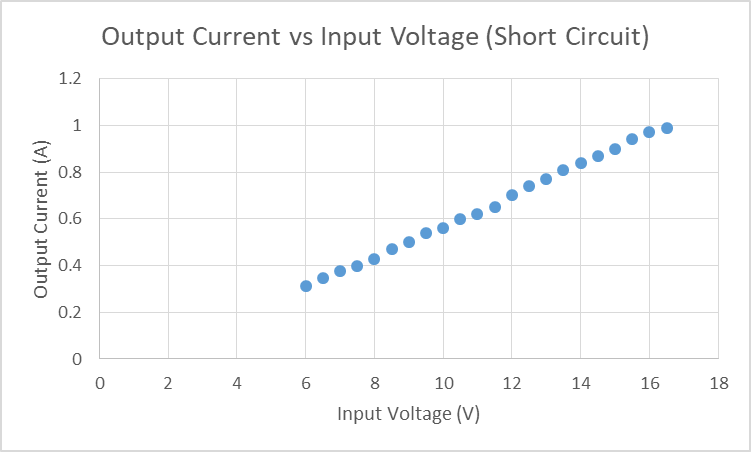 Output Current vs Input Voltage (Short Circuit)
1.2
1
0.8
0.6
0.4
0.2
0
Output Current (A)
0 2 4 6 8 10 12 14 16 18
Input Voltage (V)